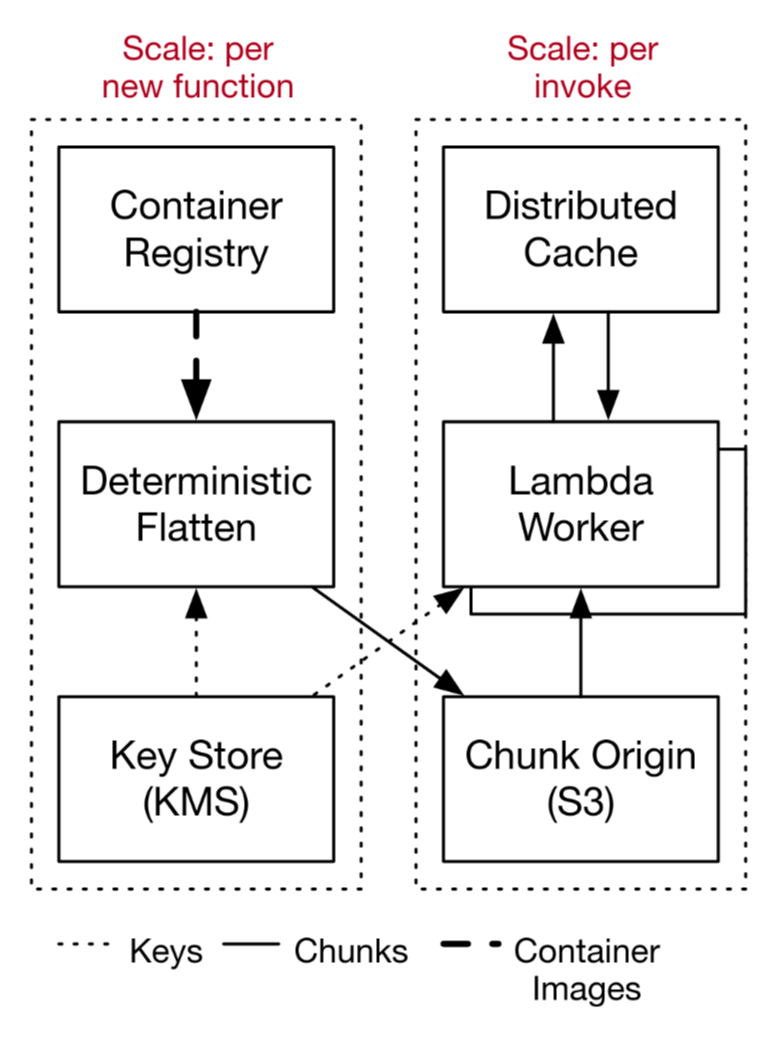 Scale: per
new function
Scale: per
invoke
Container
Registry
Distributed
Cache
Deterministic
Flatten
Lambda
Worker
Key Store
(KMS)
Chunk Origin
(S3)
Keys
Chunks
Container
Images